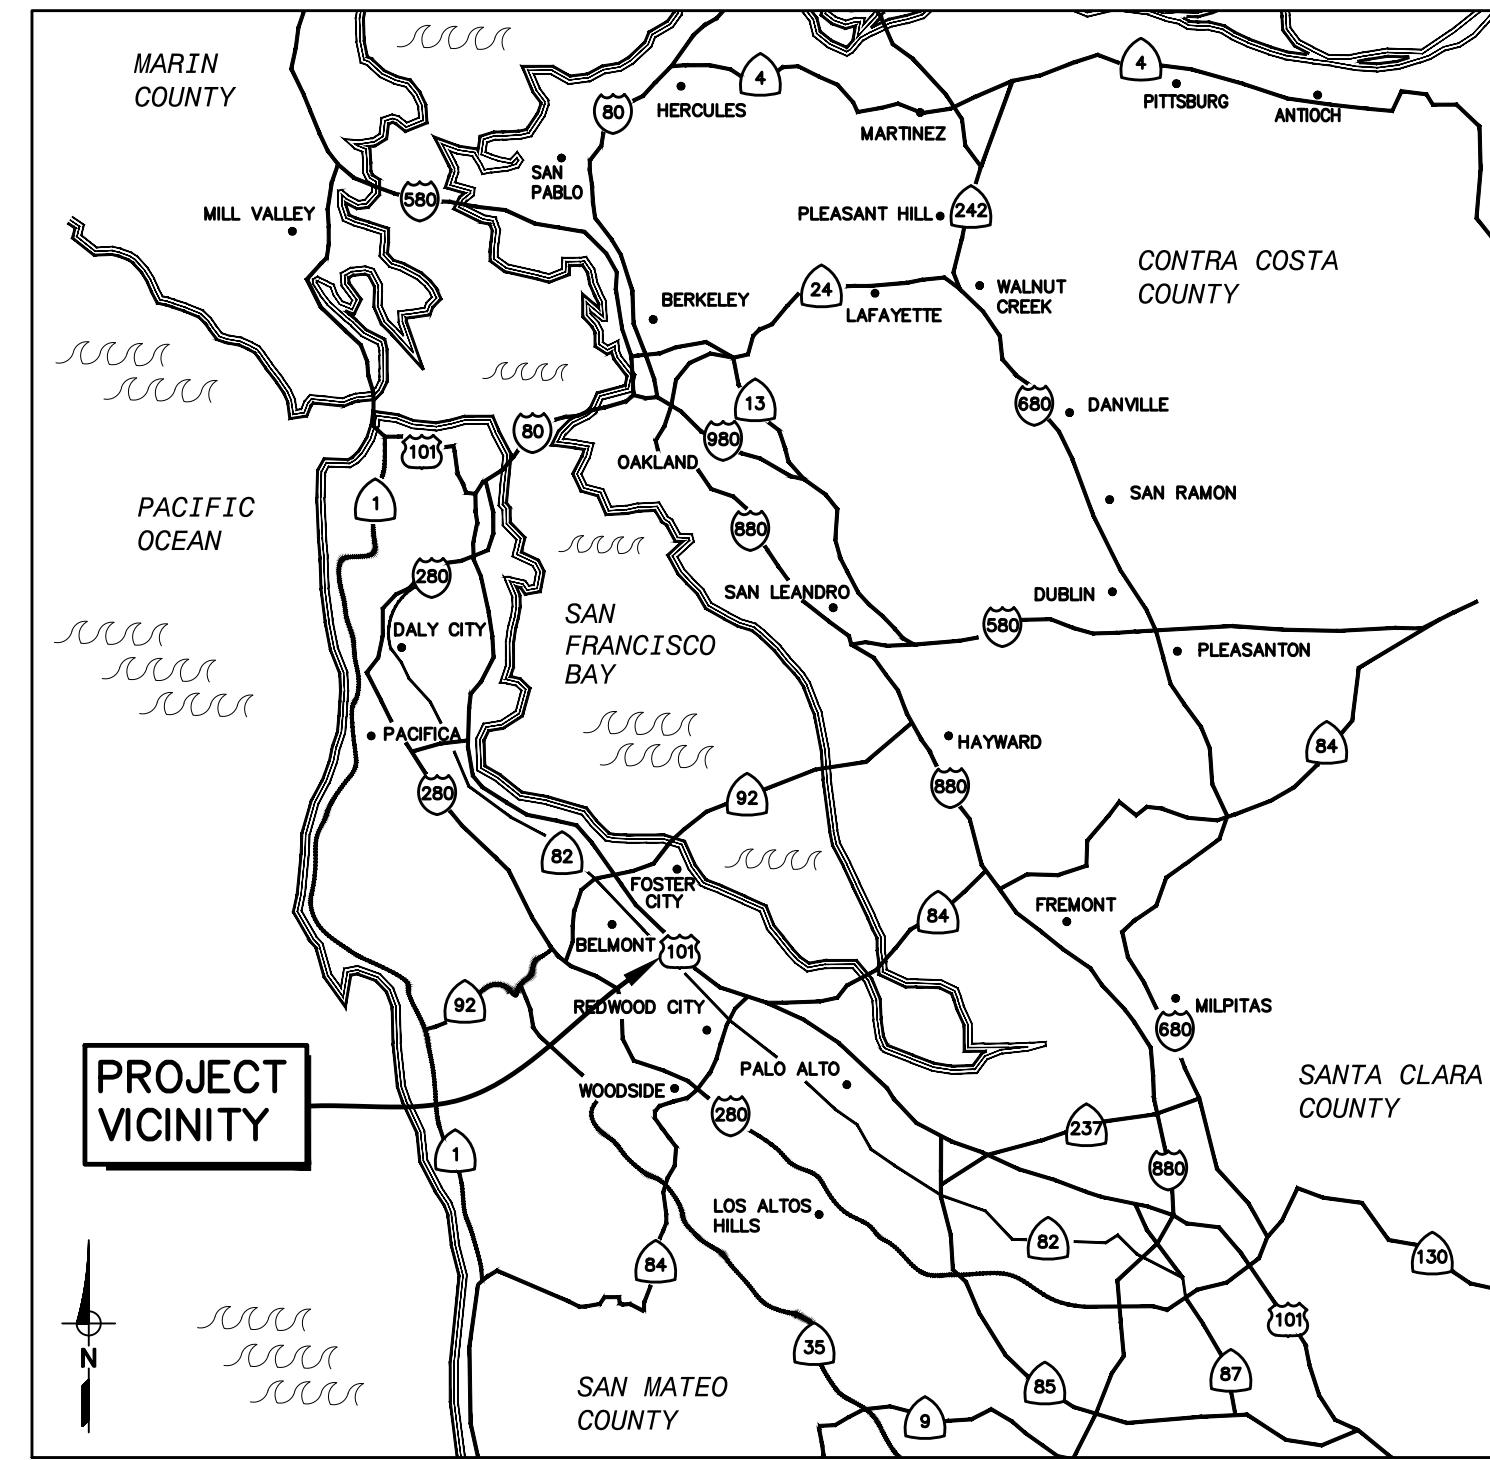 MARIN
COUNTY
4
4
80
HERCULES
PITTSBURG
ANTIOCH
MARTINEZ
SAN
PABLO
580
MILL VALLEY
PLEASANT HILL
242
CONTRA COSTA
COUNTY
24
WALNUT
CREEK
BERKELEY
LAFAYETTE
13
680
DANVILLE
80
980
101
OAKLAND
1
SAN RAMON
PACIFIC
OCEAN
880
280
SAN LEANDRO
DUBLIN
SAN
FRANCISCO
BAY
580
DALY CITY
PLEASANTON
PACIFICA
HAYWARD
84
280
92
880
82
FOSTER
CITY
84
FREMONT
BELMONT
101
92
REDWOOD CITY
MILPITAS
680
PROJECT
VICINITY
WOODSIDE
PALO ALTO
SANTA CLARA
COUNTY
280
237
1
880
LOS ALTOS
HILLS
82
84
130
101
N
35
87
85
SAN MATEO
COUNTY
9